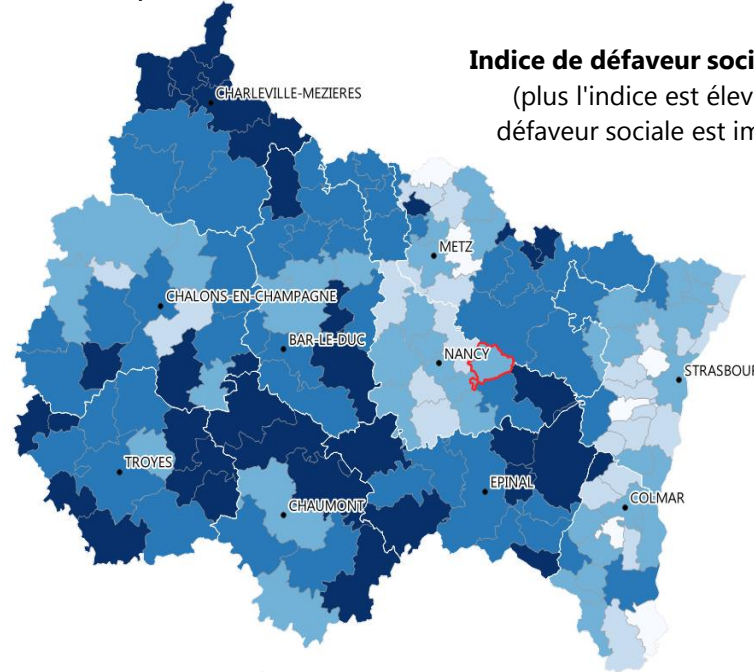 Indice de défaveur soci
(plus l'indice est élev
défaveur sociale est im
CHARLEVILLE-MEZIERES
METZ
CHALONS-EN-CHAMPAGNE
BAR-LE-DUC
NANCY
STRASBOUR
TROYES
EPINAL
CHAUMONT
COLMAR